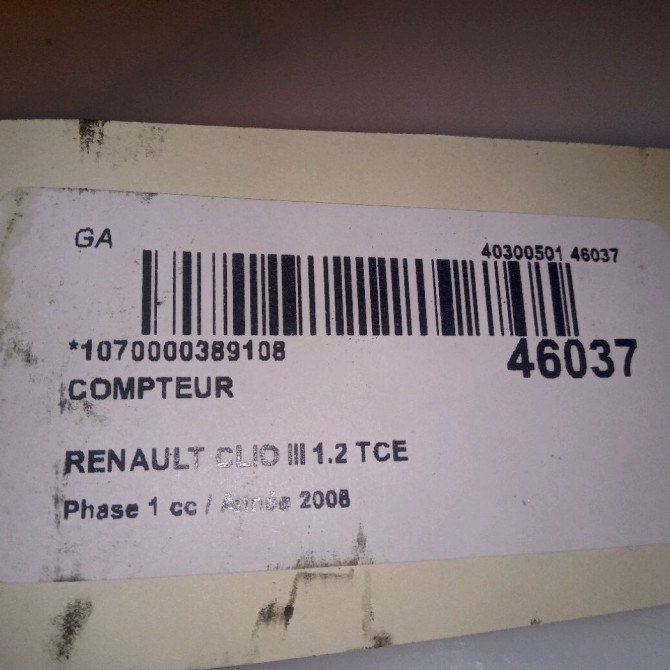 GA
40300501 46037
*1070000389108
46037
COMPTEUR
RENAULT CLIO III 1.2 TCE
Phase 1 cc / Année 2008